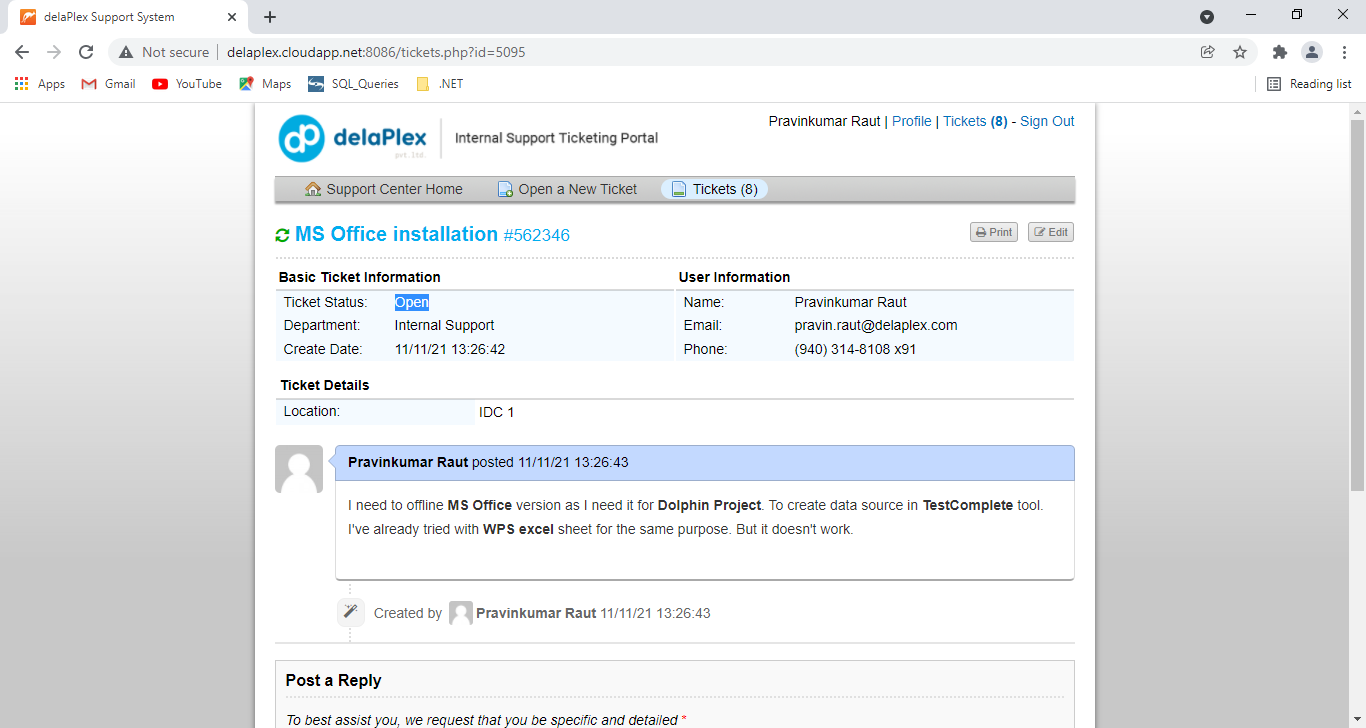 delaPlex Support System
Not secure
delaplex.cloudapp.net:8086/tickets.php?id=5095
Apps Gmail YouTube Maps SQL_Queries .NET Reading list
delaPlex
pvt.ltd.
Internal Support Ticketing Portal
Pravinkumar Raut | Profile | Tickets (8) - Sign Out
Support Center Home Open a New Ticket Tickets (8)
MS Office installation #562346
Print Edit
Basic Ticket Information
Ticket Status: Open
Department: Internal Support
Create Date: 11/11/21 13:26:42
User Information
Name: Pravinkumar Raut
Email: pravin.raut@delaplex.com
Phone: (940) 314-8108 x91
Ticket Details
Location: IDC 1
Pravinkumar Raut posted 11/11/21 13:26:43
I need to offline MS Office version as I need it for Dolphin Project. To create data source in TestComplete tool.
I've already tried with WPS excel sheet for the same purpose. But it doesn't work.
Created by Pravinkumar Raut 11/11/21 13:26:43
Post a Reply
To best assist you, we request that you be specific and detailed *